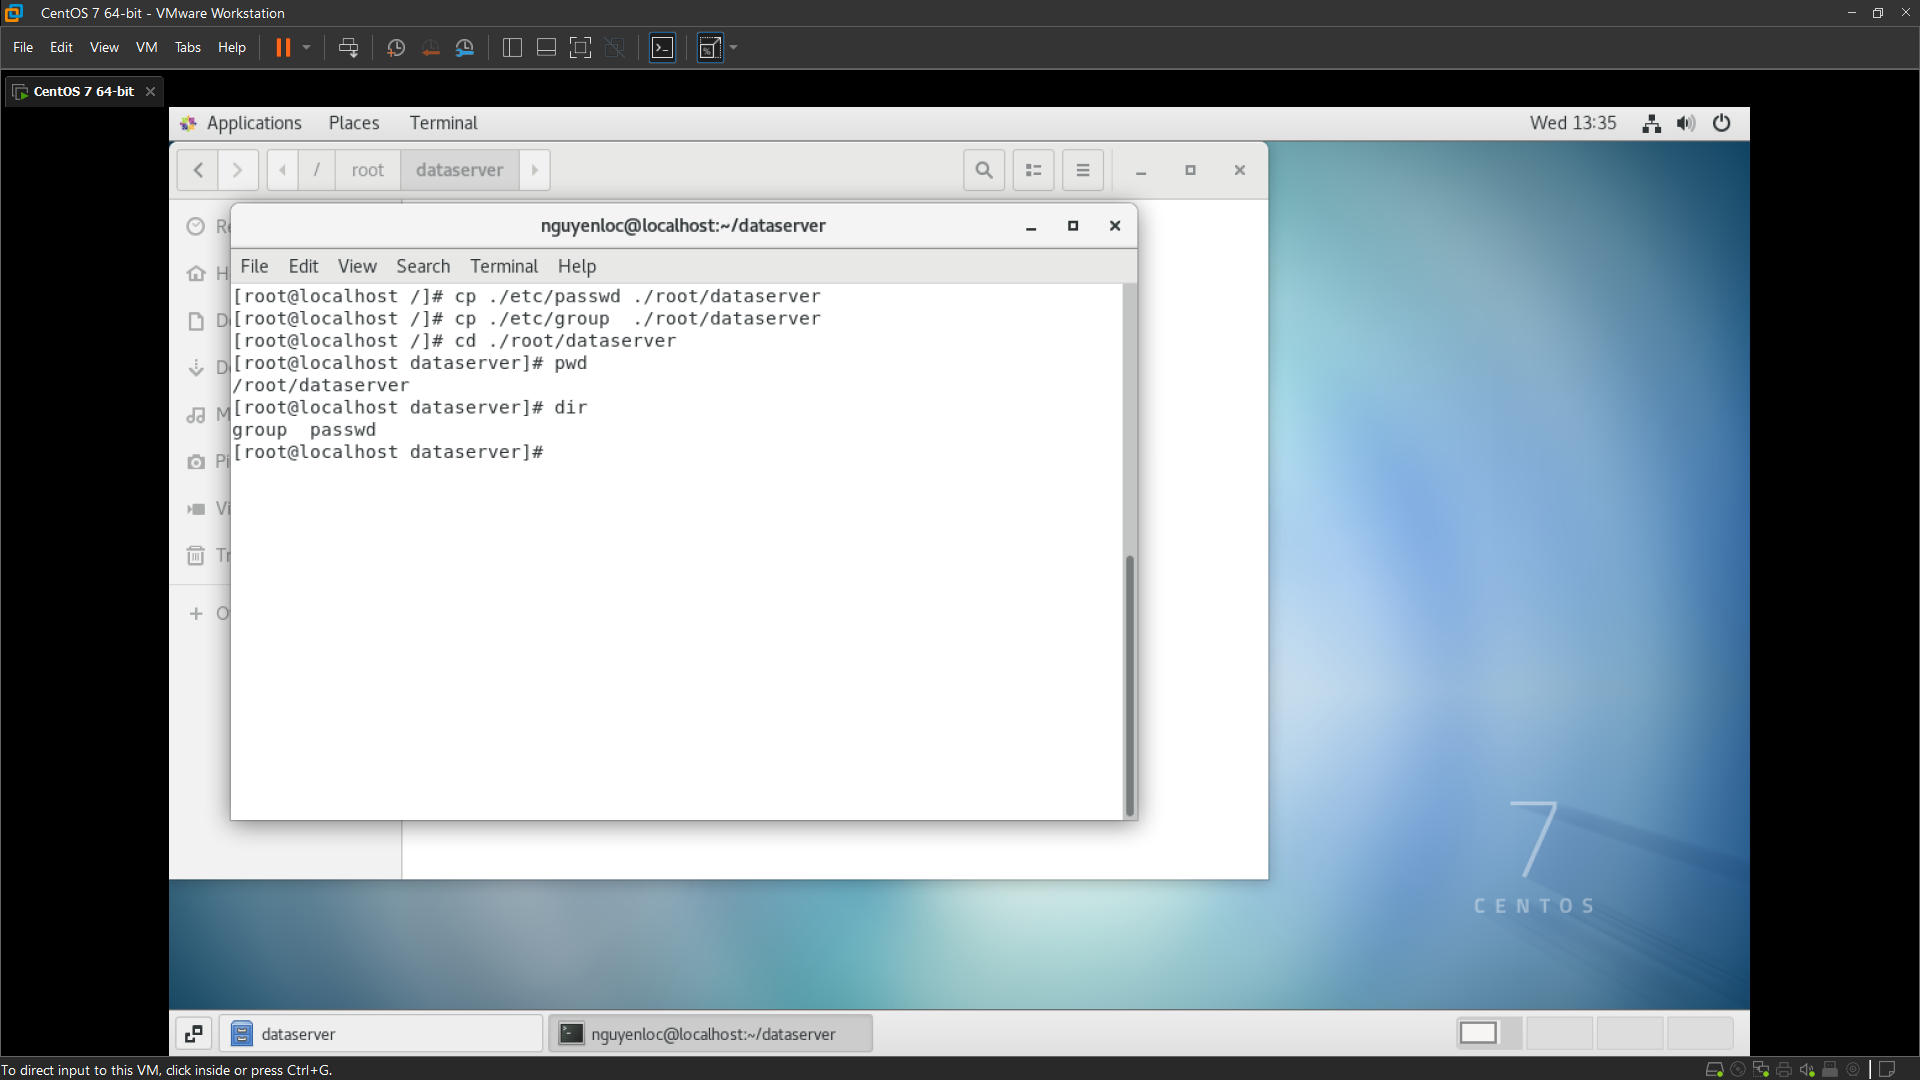 CentOS 7 64-bit - VMware Workstation
File Edit View VM Tabs Help
CentOS 7 64-bit
Applications Places Terminal Wed 13:35
/ root dataserver
nguyenloc@localhost:~/dataserver
File Edit View Search Terminal Help
[root@localhost /]# cp ./etc/passwd ./root/dataserver
[root@localhost /]# cp ./etc/group  ./root/dataserver
[root@localhost /]# cd ./root/dataserver
[root@localhost dataserver]# pwd
/root/dataserver
[root@localhost dataserver]# dir
group  passwd
[root@localhost dataserver]#
7
CENTOS
dataserver
nguyenloc@localhost:~/dataserver
To direct input to this VM, click inside or press Ctrl+G.